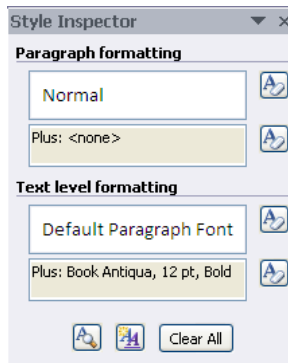 Style Inspector
Paragraph formatting
Normal
Plus: <none>
Text level formatting
Default Paragraph Font
Plus: Book Antiqua, 12 pt, Bold
Clear All